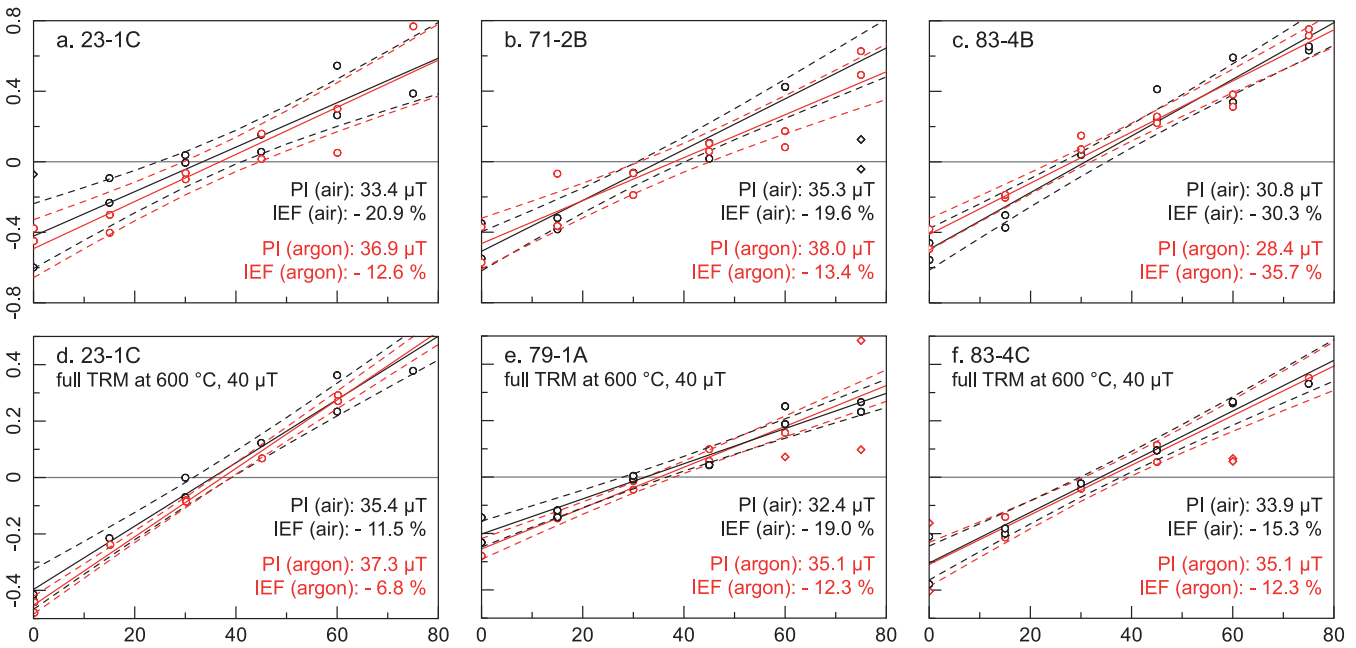 0.8
0.4
0
-0.4
-0.8
a. 23-1C
PI (air): 33.4 µT
IEF (air): - 20.9 %
PI (argon): 36.9 µT
IEF (argon): - 12.6 %
b. 71-2B
PI (air): 35.3 µT
IEF (air): - 19.6 %
PI (argon): 38.0 µT
IEF (argon): - 13.4 %
c. 83-4B
PI (air): 30.8 µT
IEF (air): - 30.3 %
PI (argon): 28.4 µT
IEF (argon): - 35.7 %
0.4
0.2
0
-0.2
-0.4
d. 23-1C
full TRM at 600 °C, 40 µT
PI (air): 35.4 µT
IEF (air): - 11.5 %
PI (argon): 37.3 µT
IEF (argon): - 6.8 %
0 20 40 60 80
e. 79-1A
full TRM at 600 °C, 40 µT
PI (air): 32.4 µT
IEF (air): - 19.0 %
PI (argon): 35.1 µT
IEF (argon): - 12.3 %
0 20 40 60 80
f. 83-4C
full TRM at 600 °C, 40 µT
PI (air): 33.9 µT
IEF (air): - 15.3 %
PI (argon): 35.1 µT
IEF (argon): - 12.3 %
0 20 40 60 80